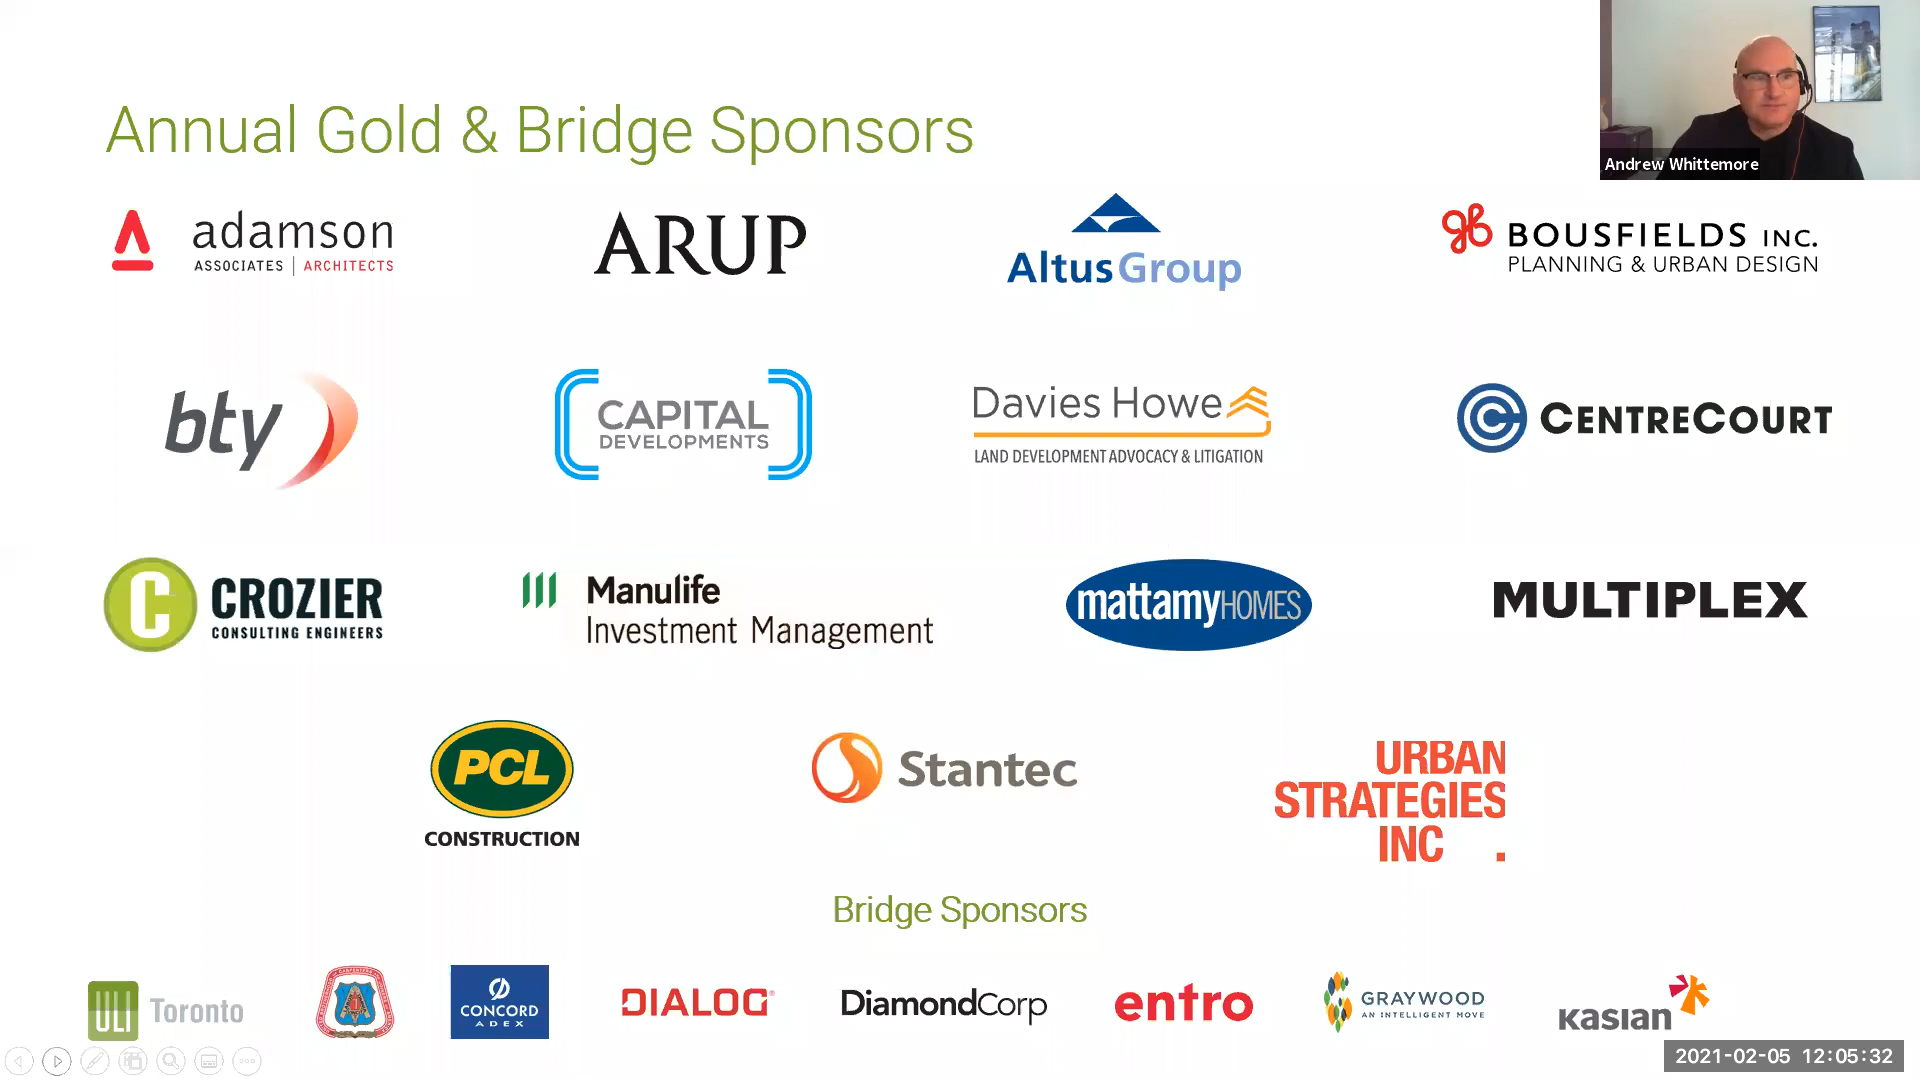 Annual Gold & Bridge Sponsors
Andrew Whittemore
adamson
ASSOCIATES | ARCHITECTS
ARUP
Altus Group
BOUSFIELDS INC.
PLANNING & URBAN DESIGN
bty
CAPITAL
DEVELOPMENTS
Davies Howe
LAND DEVELOPMENT ADVOCACY & LITIGATION
CENTRECOURT
C CROZIER
CONSULTING ENGINEERS
Manulife
Investment Management
mattamyHOMES
MULTIPLEX
PCL
CONSTRUCTION
Stantec
URBAN
STRATEGIES
INC .
Bridge Sponsors
ULI Toronto
CONCORD
ADEX
DIALOG®
DiamondCorp
entro
GRAYWOOD
AN INTELLIGENT MOVE
kasian
2021-02-05 12:05:32